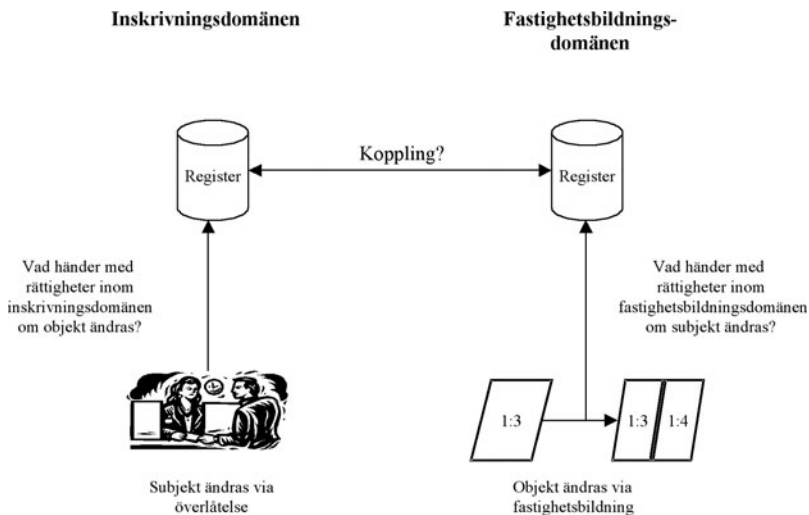 Inskrivningsdomänen
Fastighetsbildnings-
domänen
Koppling?
Register
Register
Vad händer med
rättigheter inom
inskrivningsdomänen
om objekt ändras?
Vad händer med
rättigheter inom
fastighetsbildningsdomänen
om subjekt ändras?
1:3
1:3
1:4
Subjekt ändras via
överlåtelse
Objekt ändras via
fastighetsbildning